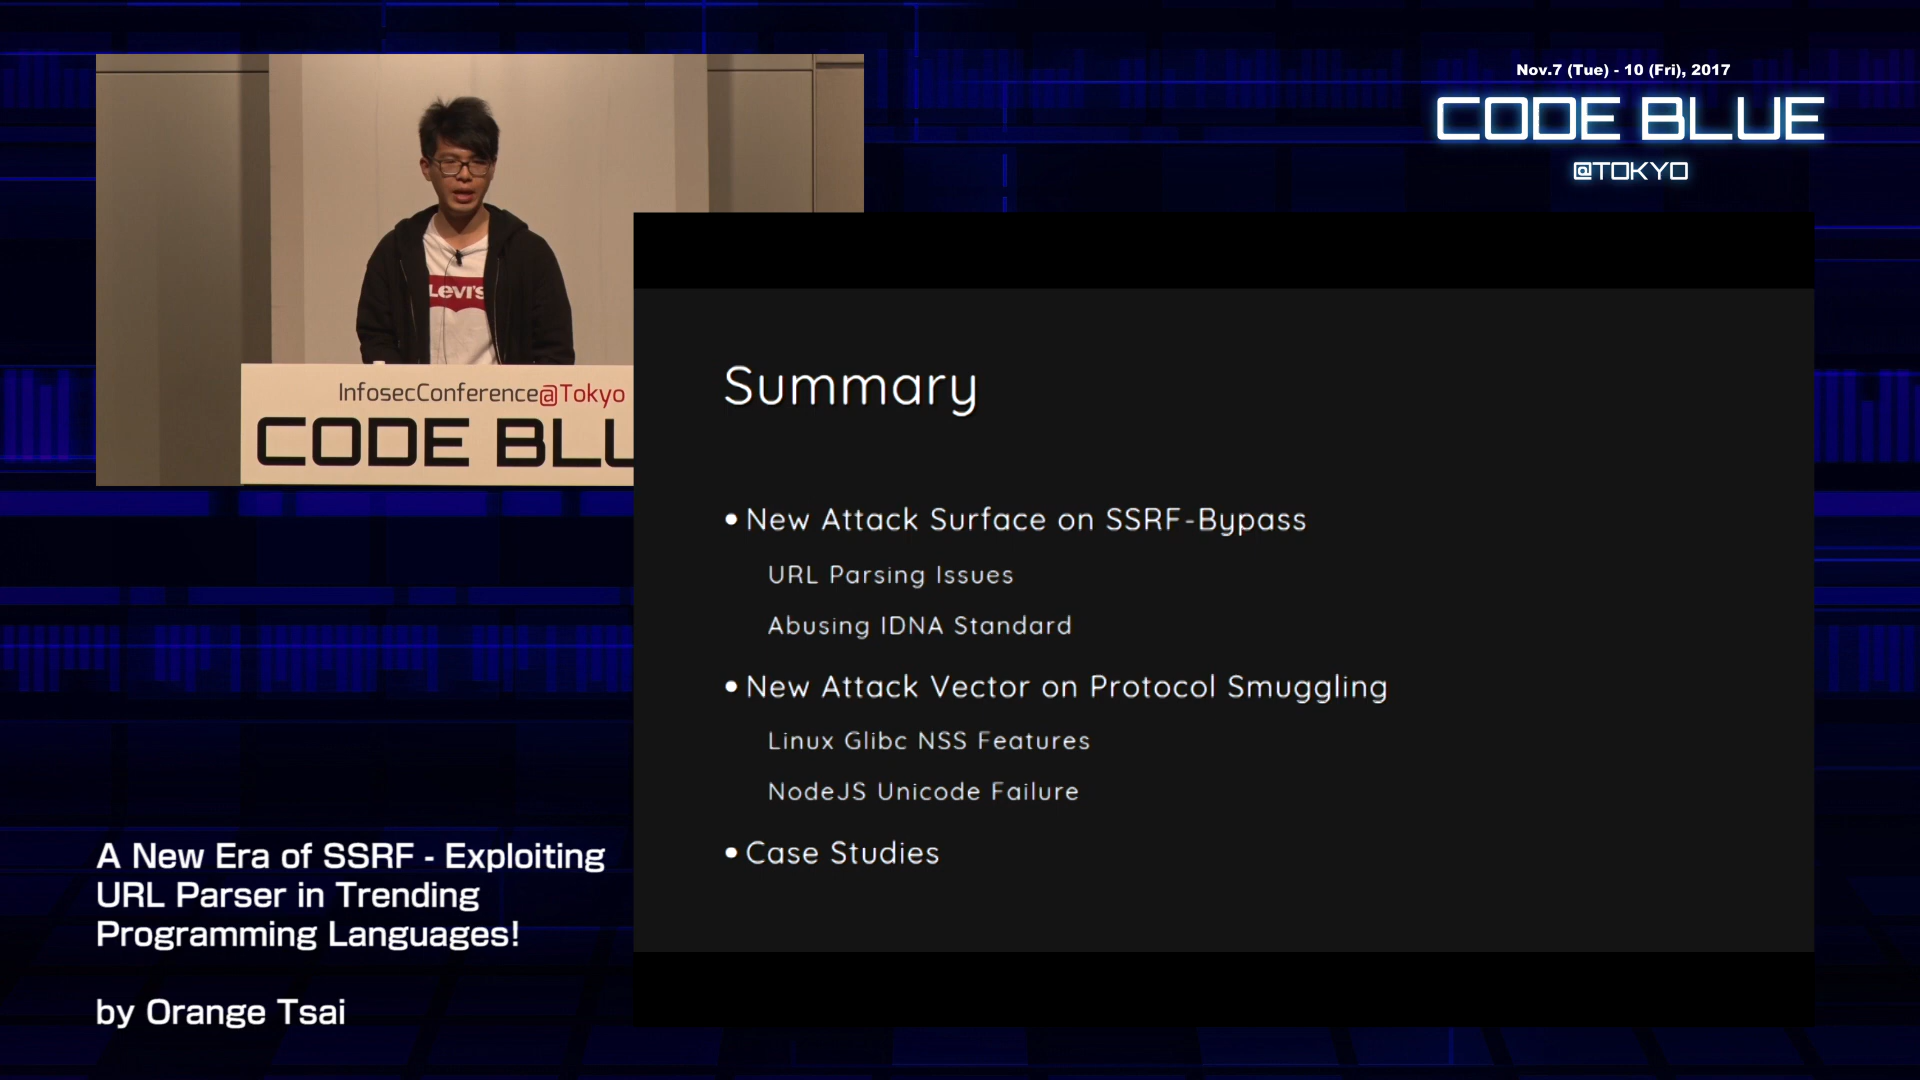 Nov.7 (Tue) - 10 (Fri), 2017
CODE BLUE
@TOKYO
LEVI'S
InfosecConference@Tokyo
CODE BLU
Summary
• New Attack Surface on SSRF-Bypass
URL Parsing Issues
Abusing IDNA Standard
• New Attack Vector on Protocol Smuggling
Linux Glibc NSS Features
NodeJS Unicode Failure
• Case Studies
A New Era of SSRF - Exploiting
URL Parser in Trending
Programming Languages!
by Orange Tsai